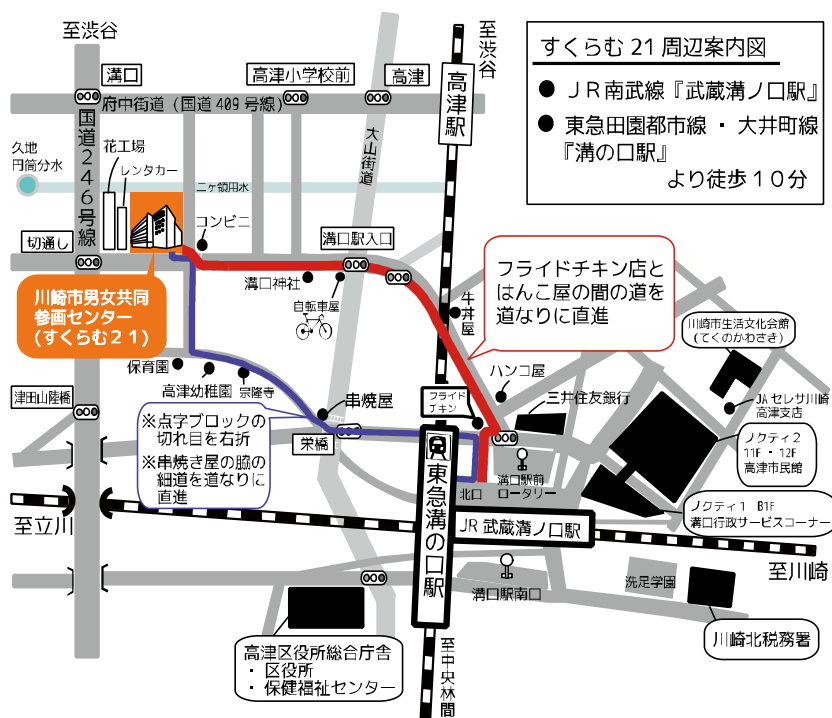 至渋谷
至渋谷
すくらむ21周辺案内図
● JR南武線『武蔵溝ノ口駅』
● 東急田園都市線・大井町線
『溝の口駅』
より徒歩10分
溝口
高津小学校前
高津
高津駅
府中街道(国道409号線)
国道246号線
大山街道
久地
円筒分水
花工場
レンタカー
二ヶ領用水
コンビニ
切通し
溝口駅入口
溝口神社
自転車屋
牛丼屋
フライドチキン店と
はんこ屋の間の道を
道なりに直進
川崎市男女共同
参画センター
(すくらむ21)
川崎市生活文化会館
(てくのかわさき)
保育園
高津幼稚園
宗隆寺
津田山陸橋
串焼屋
フライド
チキン
ハンコ屋
三井住友銀行
JAセレサ川崎
高津支店
※点字ブロックの
切れ目を右折
※串焼き屋の脇の
細道を道なりに
直進
栄橋
ノクティ2
11F・12F
高津市民館
溝口駅前
ロータリー
北口
東急溝の口駅
ノクティ1 B1F
溝口行政サービスコーナー
至立川
JR武蔵溝ノ口駅
至川崎
溝口駅南口
洗足学園
川崎北税務署
高津区役所総合庁舎
・区役所
・保健福祉センター
至中央林間